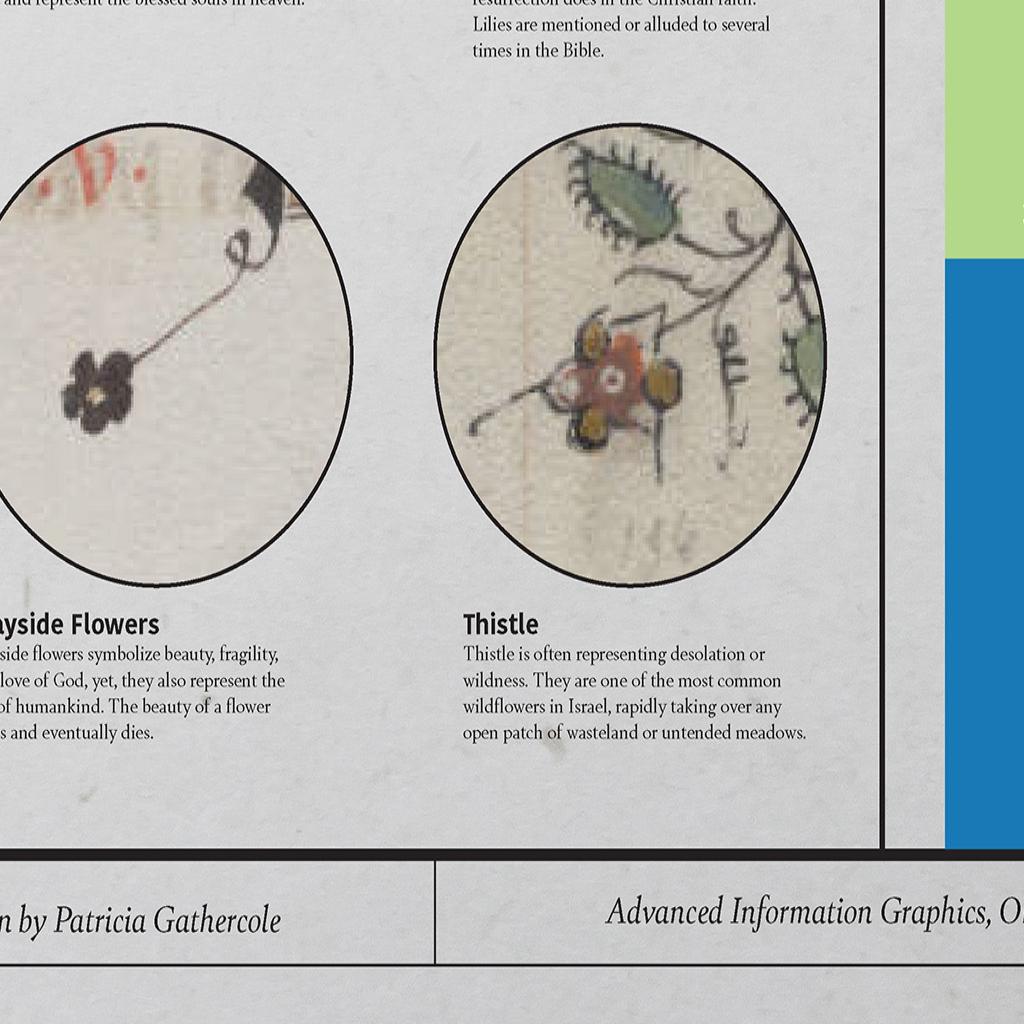 and represent the blessed souls in heaven.
resurrection does in the Christian faith.
Lilies are mentioned or alluded to several
times in the Bible.
.v.
ayside Flowers
side flowers symbolize beauty, fragility,
love of God, yet, they also represent the
of humankind. The beauty of a flower
s and eventually dies.
Thistle
Thistle is often representing desolation or
wildness. They are one of the most common
wildflowers in Israel, rapidly taking over any
open patch of wasteland or untended meadows.
n by Patricia Gathercole
Advanced Information Graphics, O